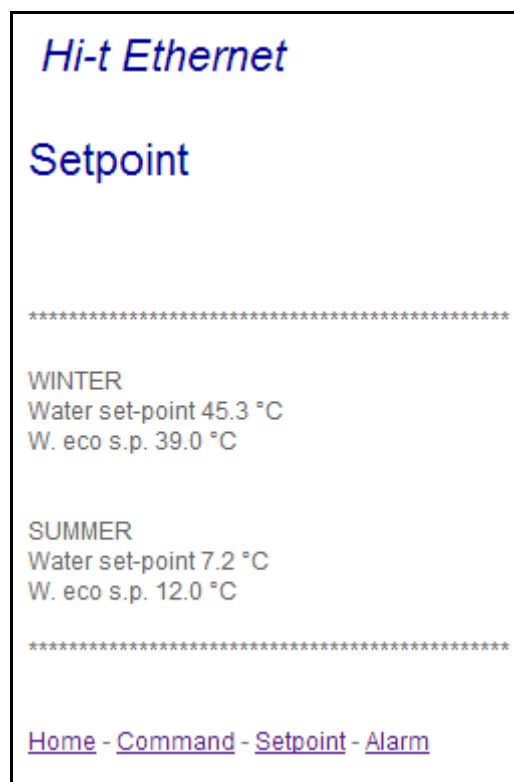 Hi-t Ethernet
Setpoint
************************************************
WINTER
Water set-point 45.3 °C
W. eco s.p. 39.0 °C
SUMMER
Water set-point 7.2 °C
W. eco s.p. 12.0 °C
************************************************
Home - Command - Setpoint - Alarm